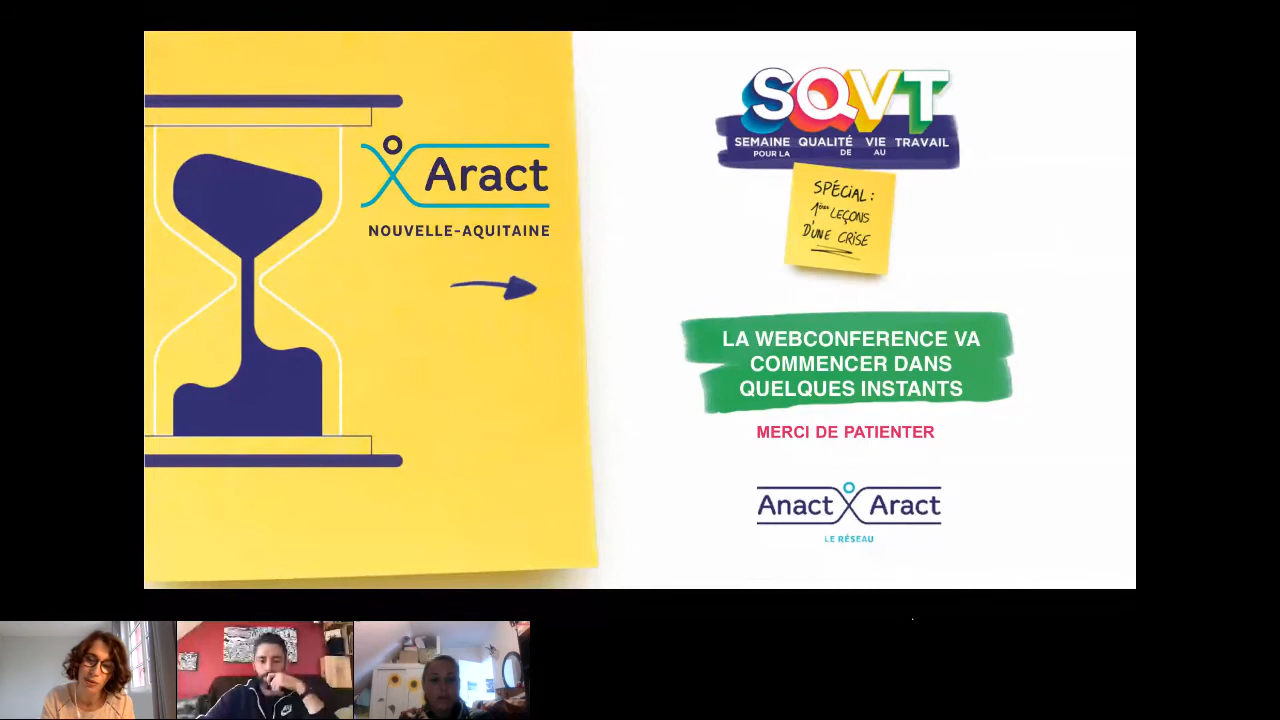 Aract
NOUVELLE-AQUITAINE
SQVT
SEMAINE QUALITÉ VIE TRAVAIL
POUR LA DE AU
SPÉCIAL :
1ères LEÇONS
D'UNE CRISE
LA WEBCONFERENCE VA
COMMENCER DANS
QUELQUES INSTANTS
MERCI DE PATIENTER
Anact Aract
LE RÉSEAU